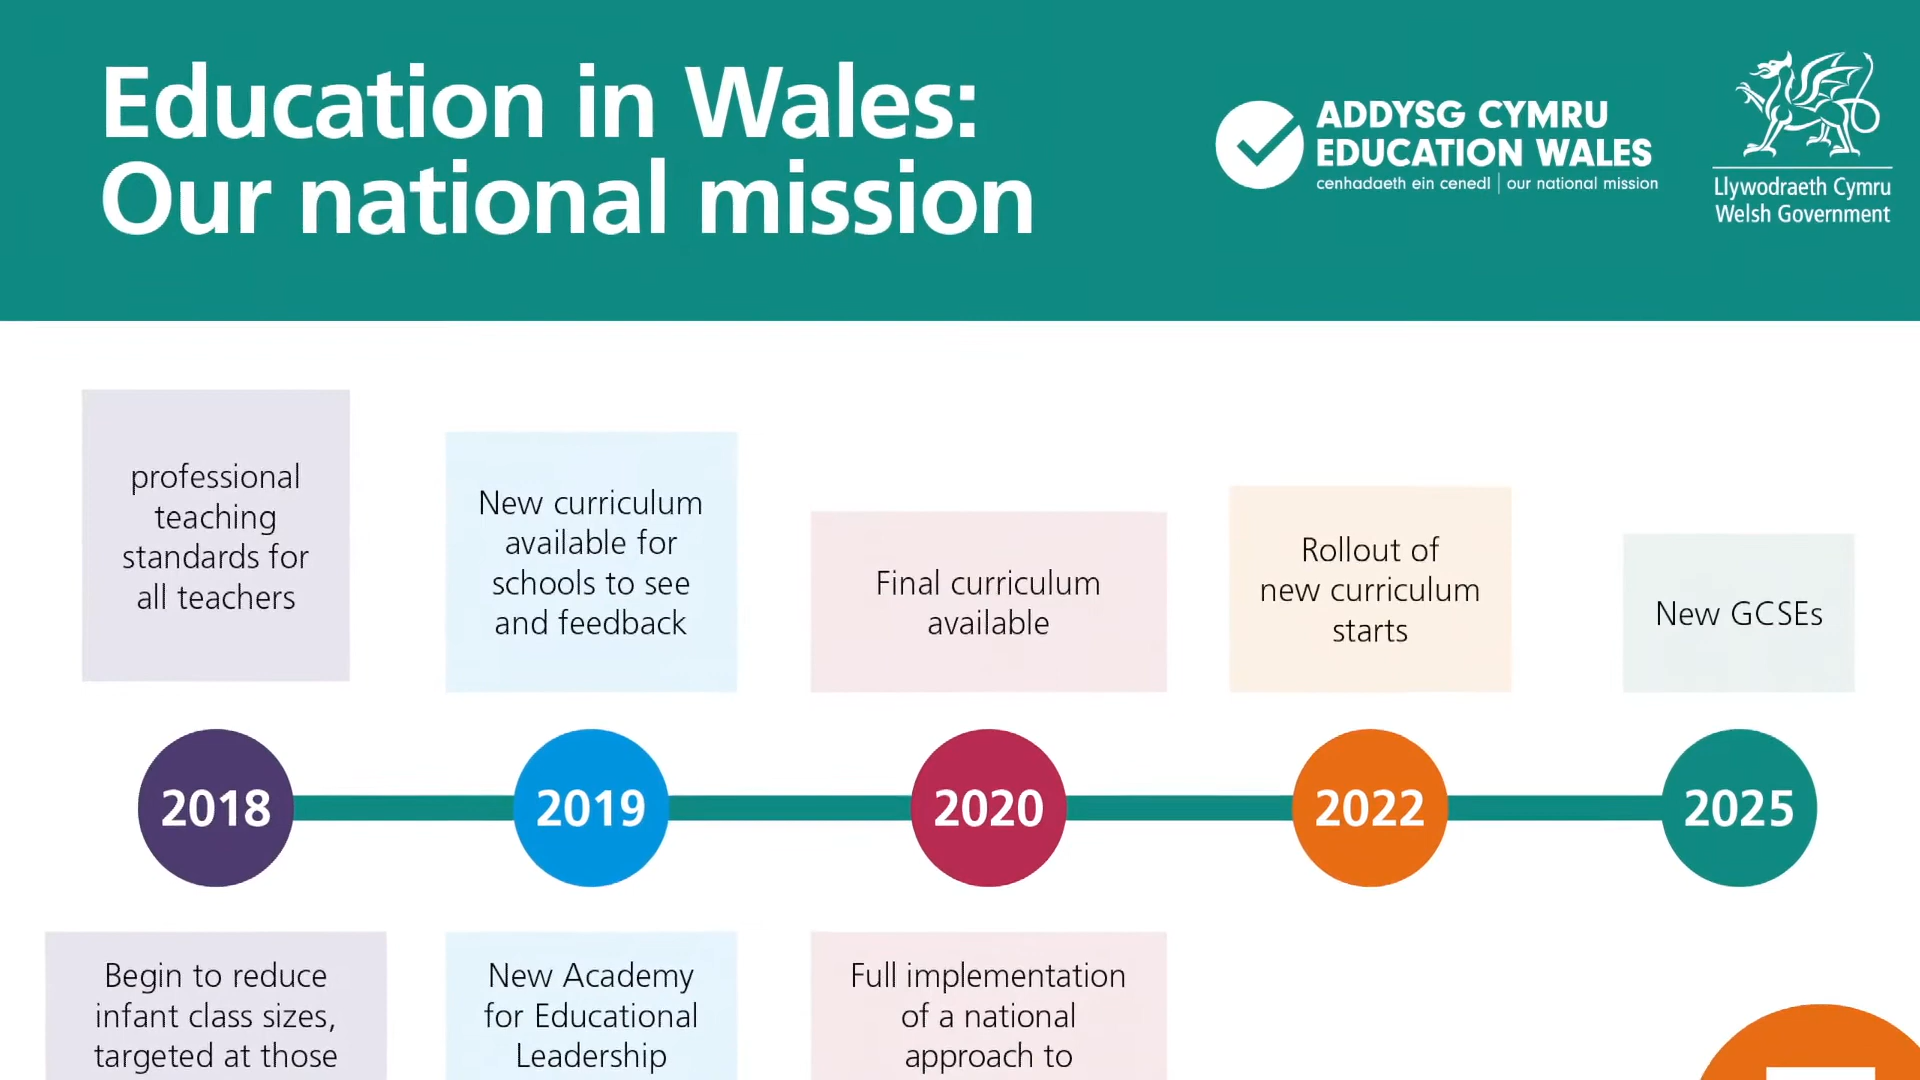 Education in Wales:
Our national mission
ADDYSG CYMRU
EDUCATION WALES
cenhadaeth ein cenedl | our national mission
Llywodraeth Cymru
Welsh Government
professional
teaching
standards for
all teachers
New curriculum
available for
schools to see
and feedback
Final curriculum
available
Rollout of
new curriculum
starts
New GCSEs
2018
2019
2020
2022
2025
Begin to reduce
infant class sizes,
targeted at those
New Academy
for Educational
Leadership
Full implementation
of a national
approach to